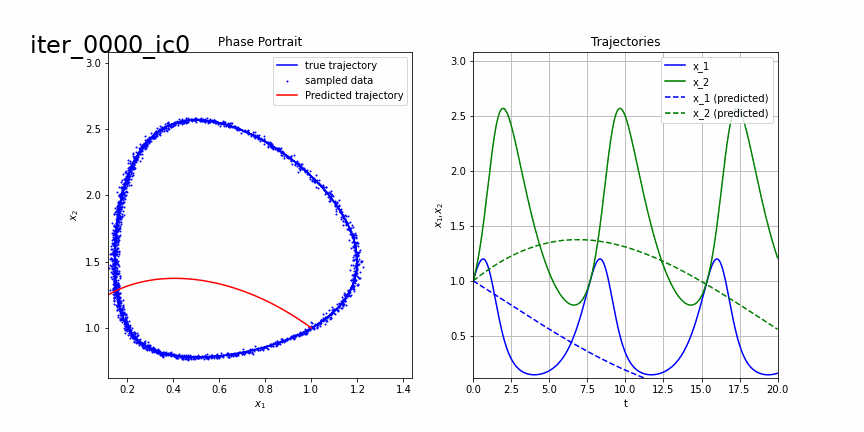 iter_0000_ic0
Phase Portrait
true trajectory
sampled data
Predicted trajectory
3.0
2.5
2.0
1.5
1.0
x₂
0.2 0.4 0.6 0.8 1.0 1.2 1.4
x₁
Trajectories
x_1
x_2
x_1 (predicted)
x_2 (predicted)
3.0
2.5
2.0
1.5
1.0
0.5
x₁,x₂
0.0 2.5 5.0 7.5 10.0 12.5 15.0 17.5 20.0
t